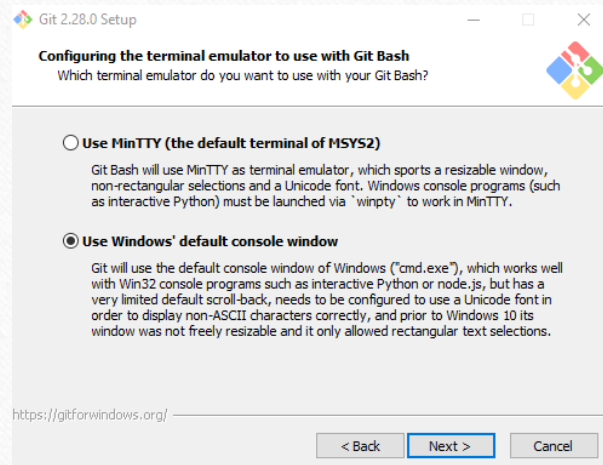 Git 2.28.0 Setup
Configuring the terminal emulator to use with Git Bash
Which terminal emulator do you want to use with your Git Bash?
Use MinTTY (the default terminal of MSYS2)
Git Bash will use MinTTY as terminal emulator, which sports a resizable window,
non-rectangular selections and a Unicode font. Windows console programs (such
as interactive Python) must be launched via `winpty` to work in MinTTY.
Use Windows' default console window
Git will use the default console window of Windows ("cmd.exe"), which works well
with Win32 console programs such as interactive Python or node.js, but has a
very limited default scroll-back, needs to be configured to use a Unicode font in
order to display non-ASCII characters correctly, and prior to Windows 10 its
window was not freely resizable and it only allowed rectangular text selections.
https://gitforwindows.org/
< Back Next > Cancel